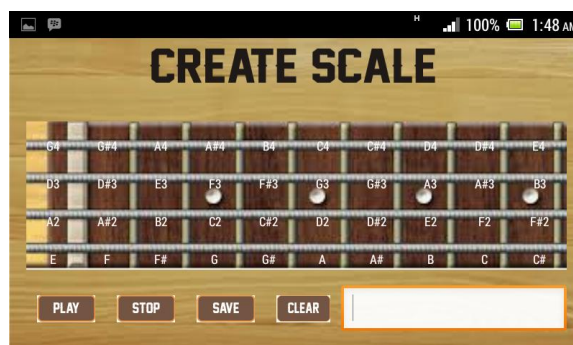 H 100% 1:48 AM
CREATE SCALE
G4 G#4 A4 A#4 B4 C4 C#4 D4 D#4 E4
D3 D#3 E3 F3 F#3 G3 G#3 A3 A#3 B3
A2 A#2 B2 C2 C#2 D2 D#2 E2 F2 F#2
E F F# G G# A A# B C C#
PLAY STOP SAVE CLEAR